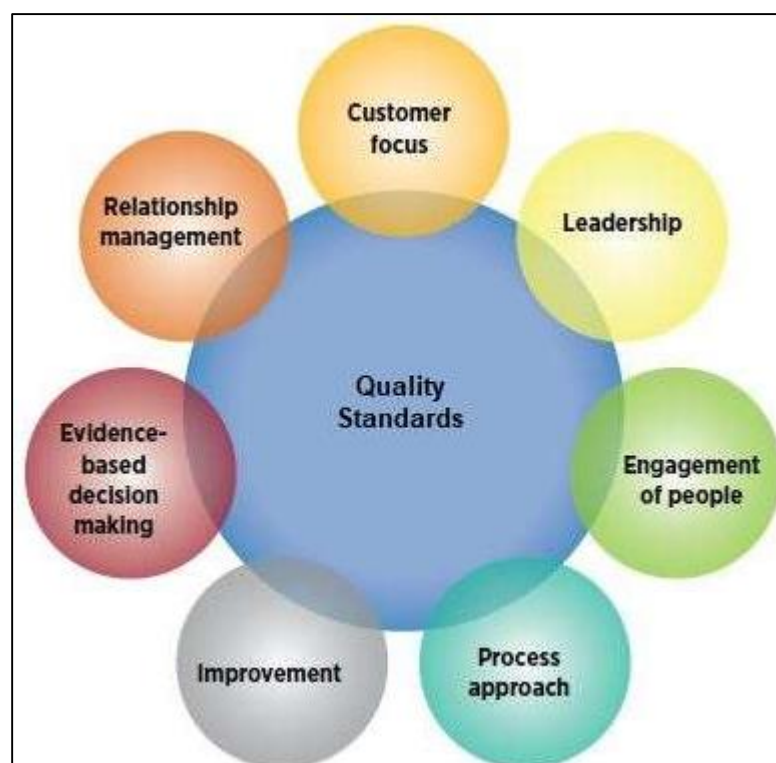 Customer
focus
Leadership
Engagement
of people
Process
approach
Improvement
Evidence-
based
decision
making
Relationship
management
Quality
Standards